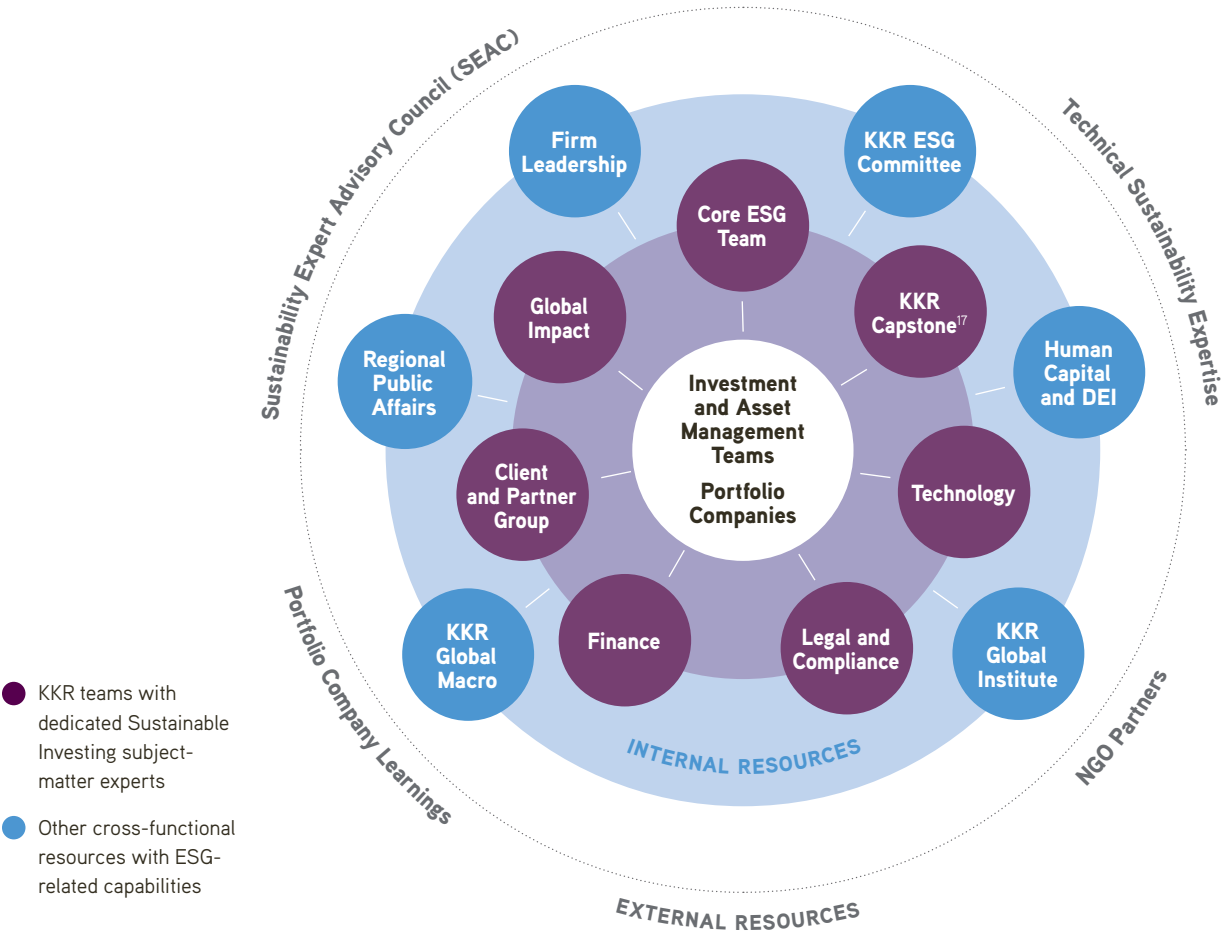 Sustainability Expert Advisory Council (SEAC)
Technical Sustainability Expertise
Firm
Leadership
KKR ESG
Committee
Core ESG
Team
Global
Impact
KKR
Capstone17
Regional
Public
Affairs
Human
Capital
and DEI
Investment
and Asset
Management
Teams
Portfolio
Companies
Client
and Partner
Group
Technology
KKR
Global
Macro
Finance
Legal and
Compliance
KKR
Global
Institute
Portfolio Company Learnings
NGO Partners
INTERNAL RESOURCES
EXTERNAL RESOURCES
KKR teams with
dedicated Sustainable
Investing subject-
matter experts
Other cross-functional
resources with ESG-
related capabilities